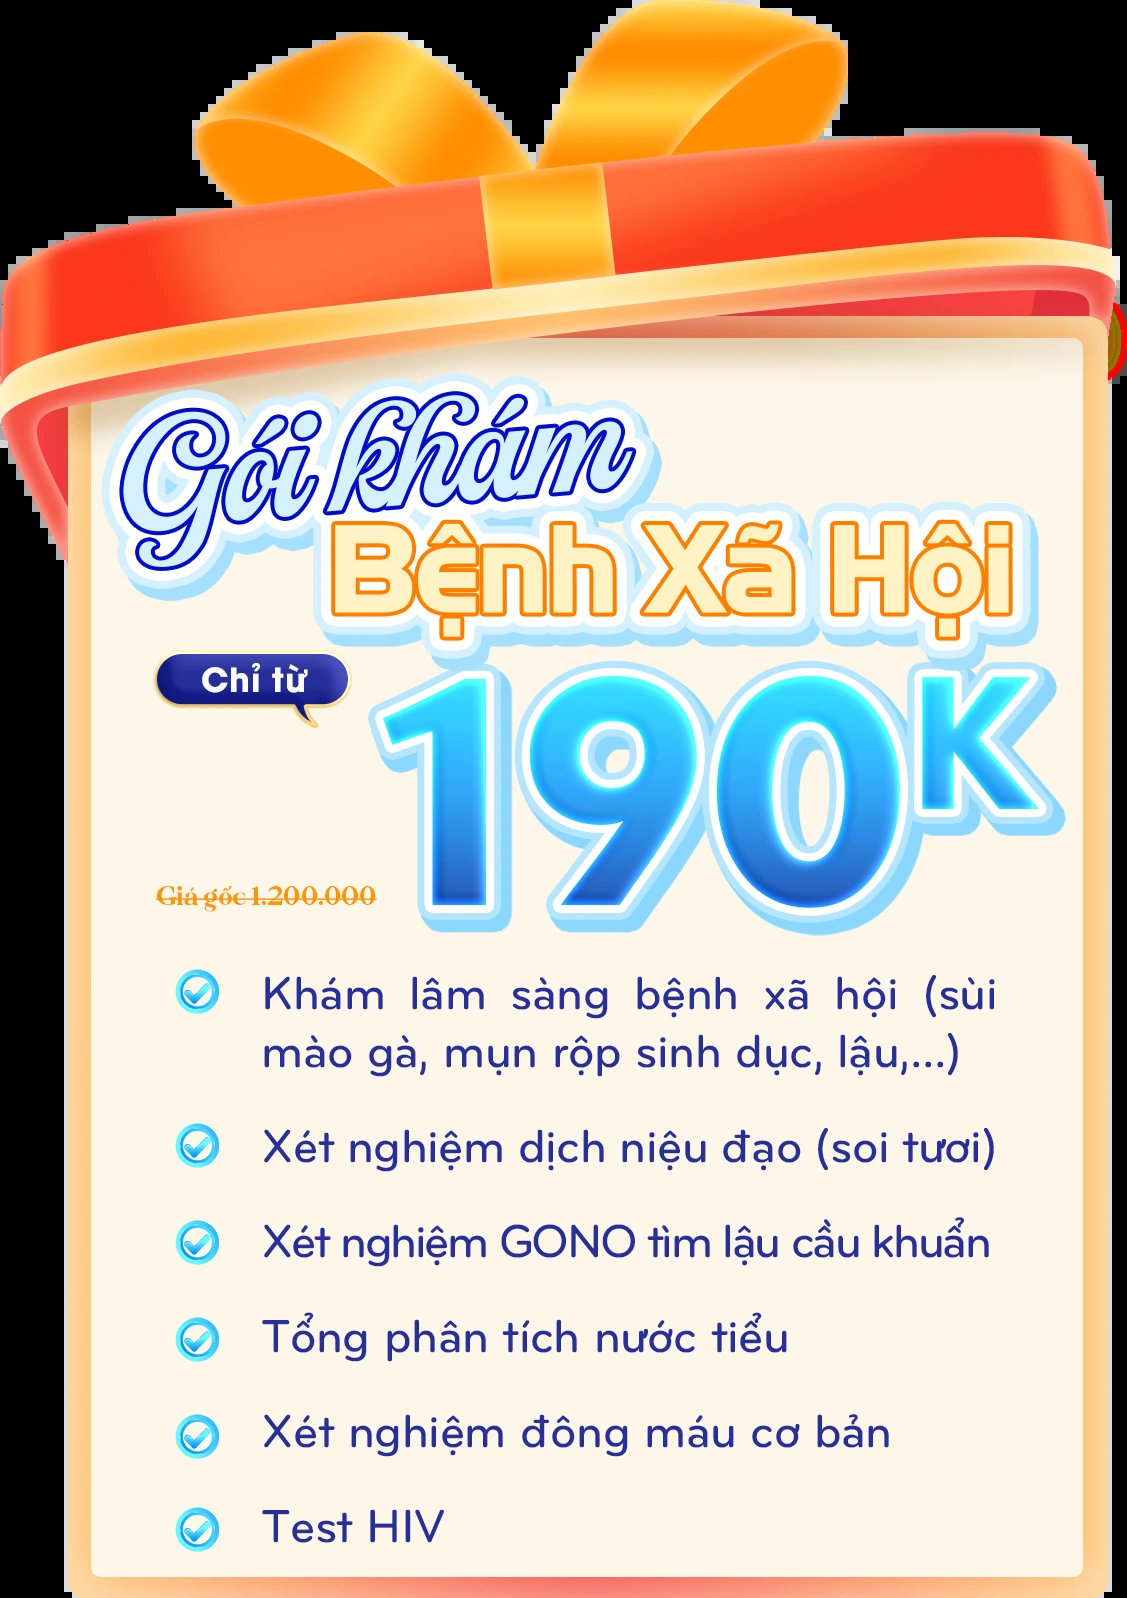 Gói khám
Bệnh Xã Hội
Chỉ từ
190K
Giá gốc 1.200.000
Khám lâm sàng bệnh xã hội (sùi
mào gà, mụn rộp sinh dục, lậu,...)
Xét nghiệm dịch niệu đạo (soi tươi)
Xét nghiệm GONO tìm lậu cầu khuẩn
Tổng phân tích nước tiểu
Xét nghiệm đông máu cơ bản
Test HIV